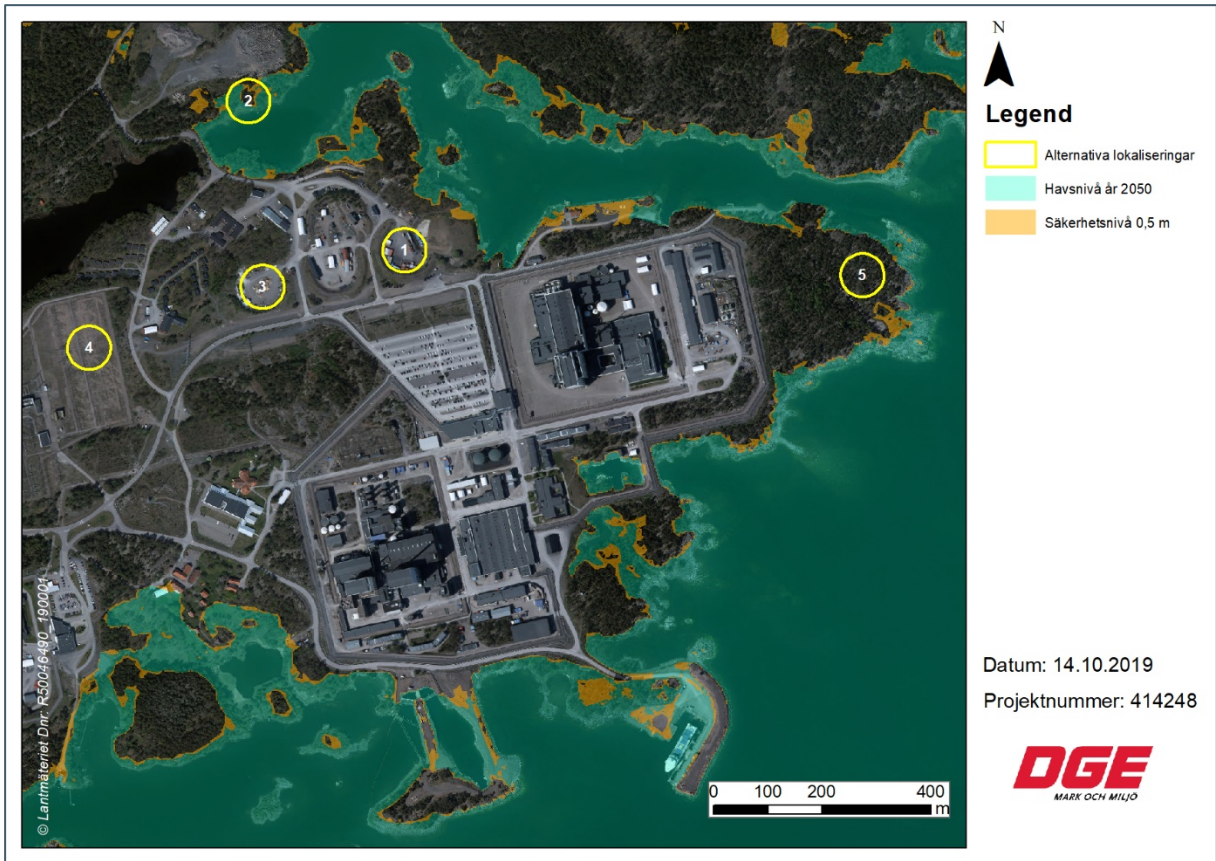 N
Legend
Alternativa lokaliseringar
Havsnivå år 2050
Säkerhetsnivå 0,5 m
2
1
3
5
4
© Lantmäteriet Dnr: R50046490_190001
0 100 200 400
m
Datum: 14.10.2019
Projektnummer: 414248
DGE
MARK OCH MILJÖ